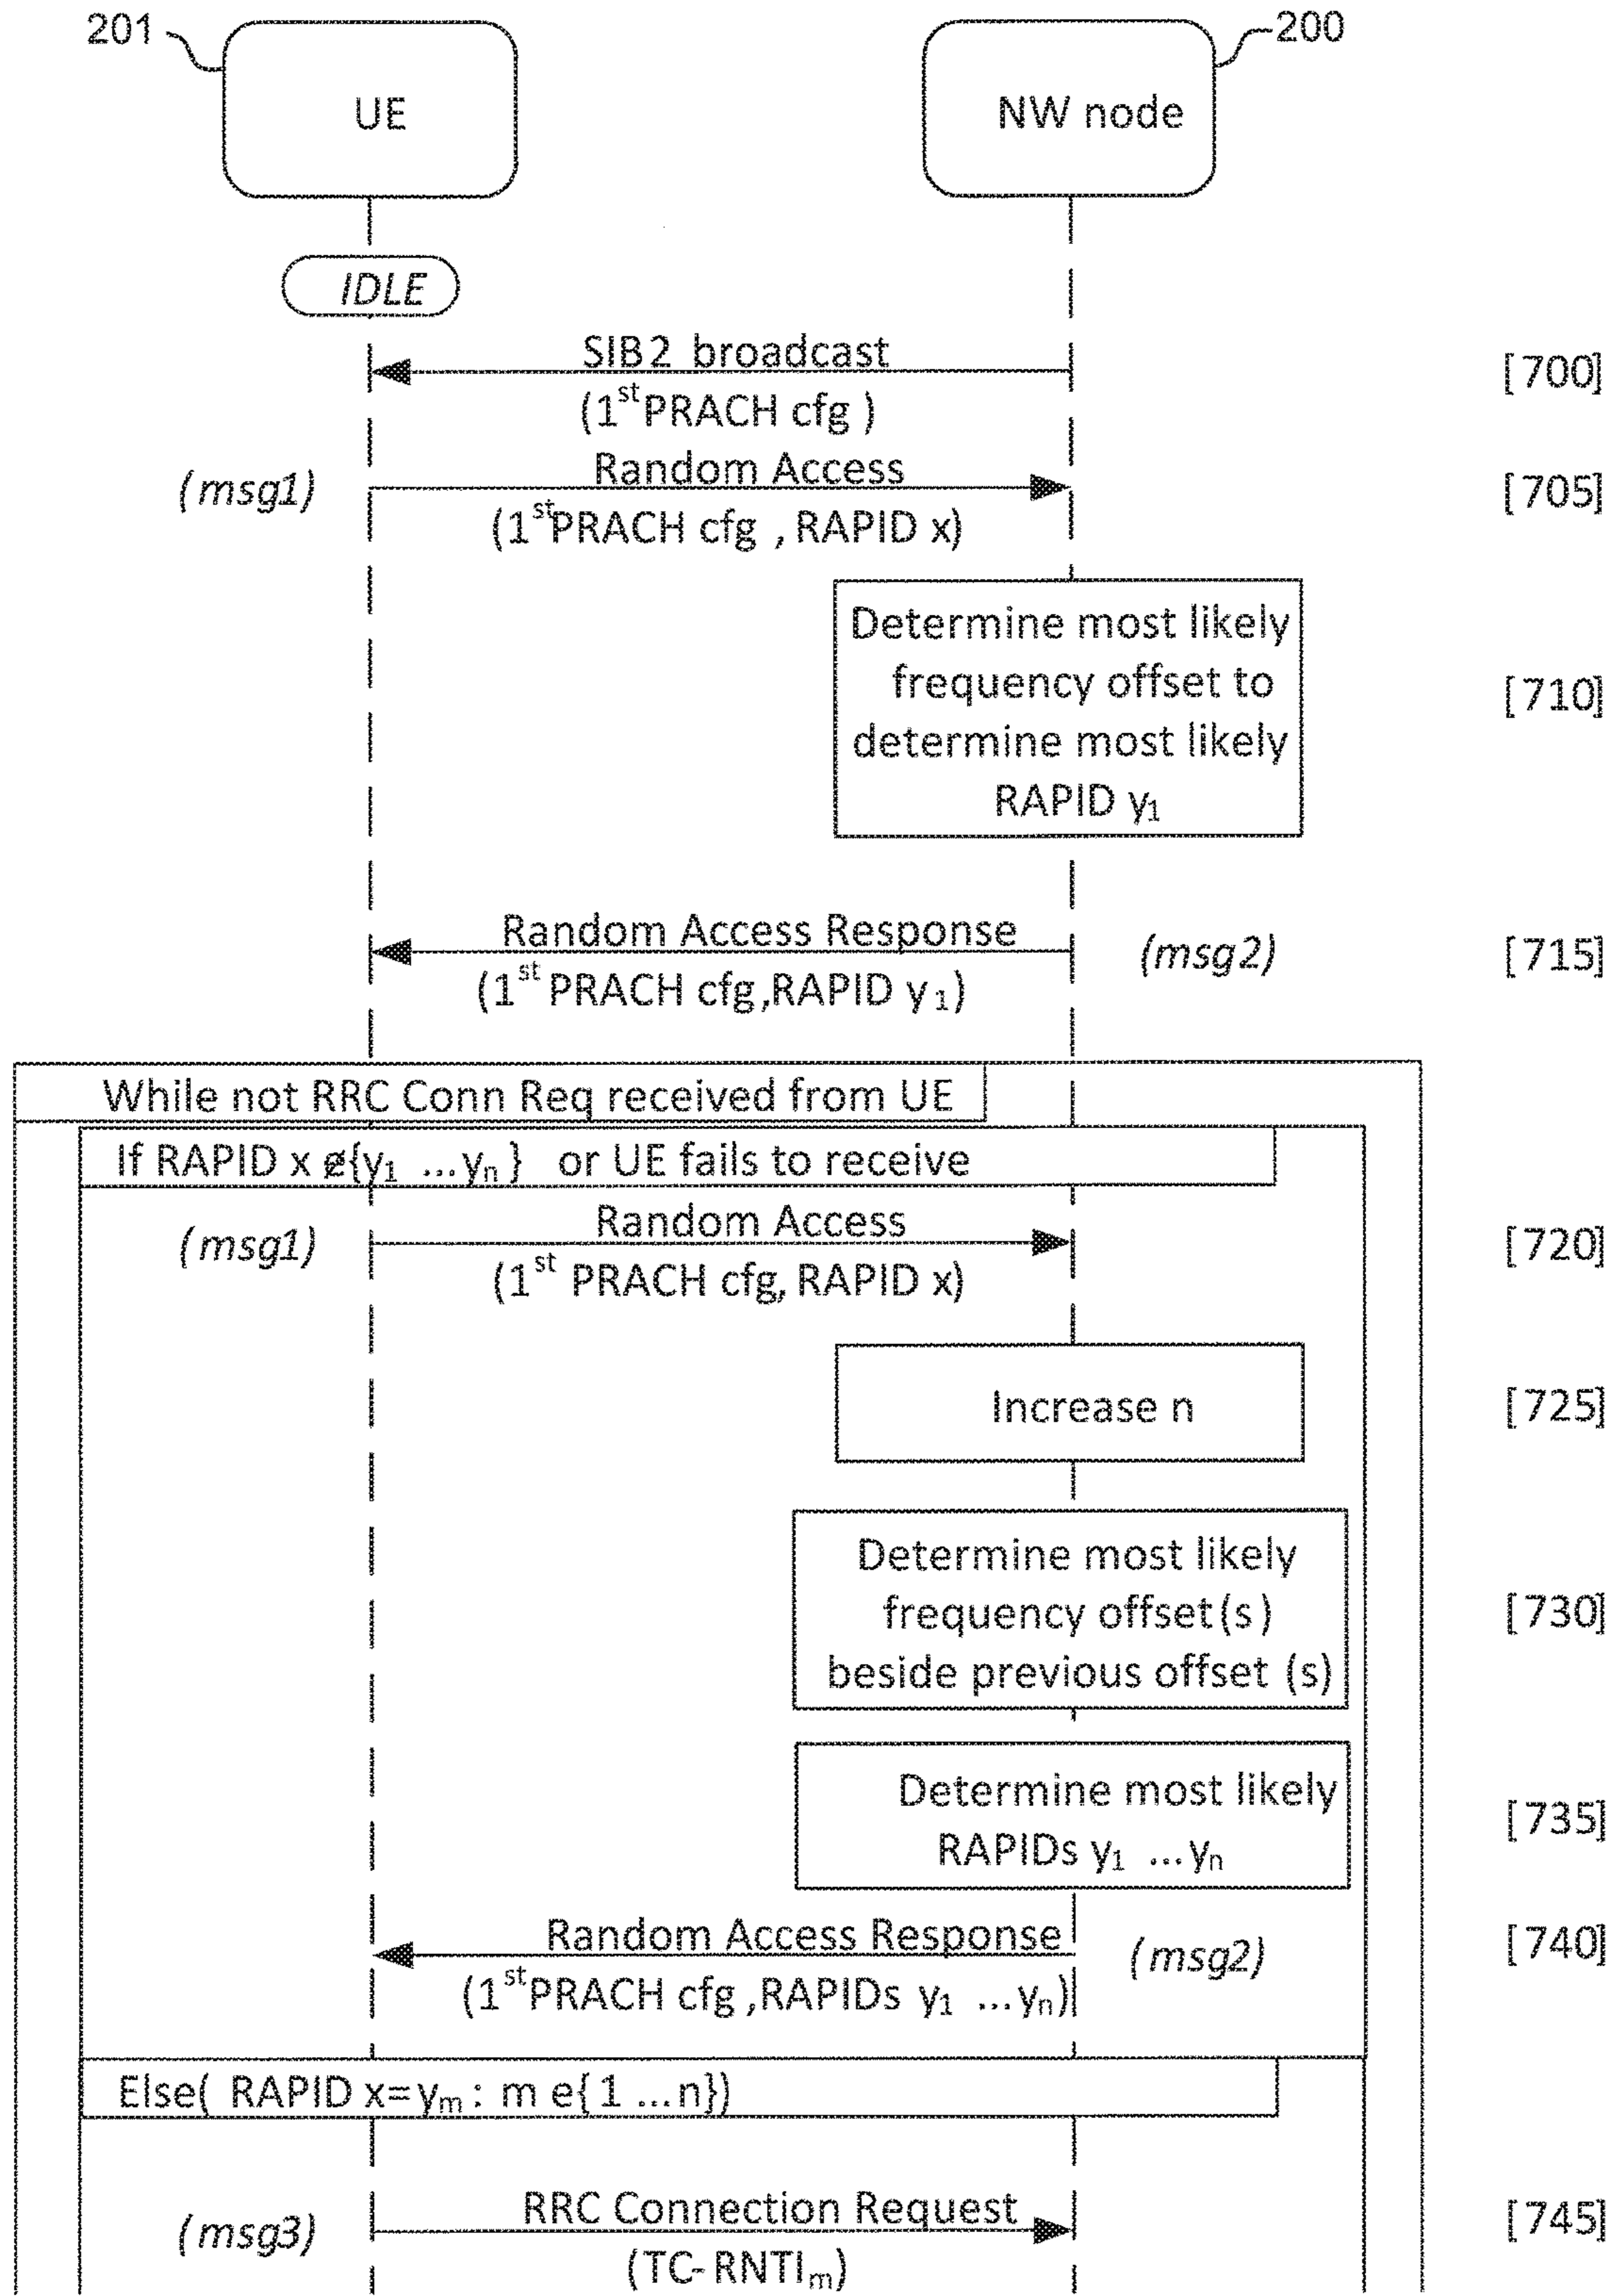 201
200
UE
NW node
IDLE
SIB2 broadcast
[700]
(1st PRACH cfg )
(msg1)
Random Access
[705]
(1st PRACH cfg , RAPID x)
Determine most likely
frequency offset to
determine most likely
RAPID y1
[710]
Random Access Response
(msg2)
[715]
(1st PRACH cfg,RAPID y1)
While not RRC Conn Req received from UE
If RAPID x ∉{y1 ...yn } or UE fails to receive
(msg1)
Random Access
[720]
(1st PRACH cfg, RAPID x)
Increase n
[725]
Determine most likely
frequency offset(s)
beside previous offset (s)
[730]
Determine most likely
RAPIDs y1 ...yn
[735]
Random Access Response
(msg2)
[740]
(1st PRACH cfg ,RAPIDs y1 ...yn)
Else( RAPID x=ym : m e{1 ...n})
(msg3)
RRC Connection Request
[745]
(TC-RNTIm)